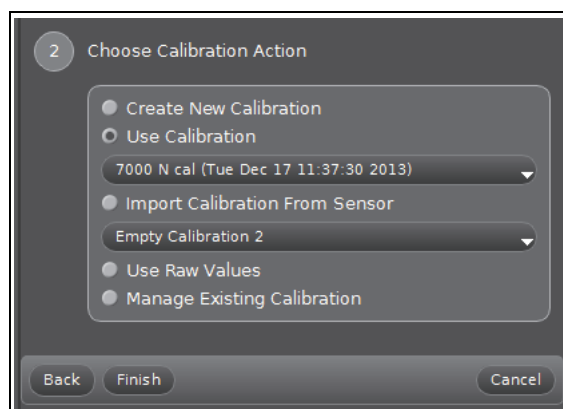 2 Choose Calibration Action
Create New Calibration
Use Calibration
7000 N cal (Tue Dec 17 11:37:30 2013)
Import Calibration From Sensor
Empty Calibration 2
Use Raw Values
Manage Existing Calibration
Back Finish Cancel